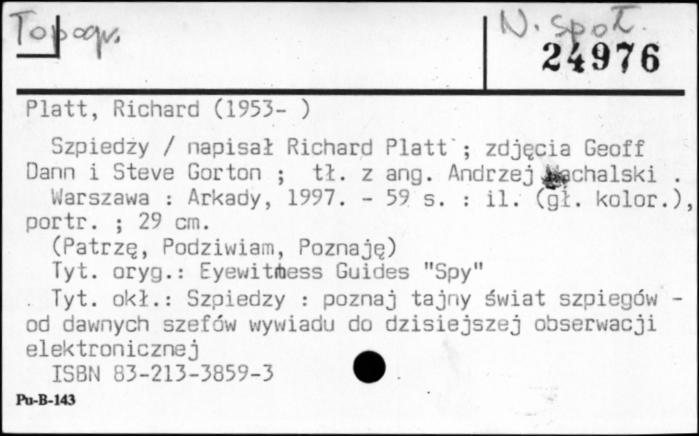 Topogr.
N. społ.
24976
Platt, Richard (1953- )
Szpiedzy / napisał Richard Platt ; zdjęcia Geoff
Dann i Steve Gorton ; tł. z ang. Andrzej
Warszawa : Arkady, 1997. - 59 s. : il. (gł. kolor.),
portr. ; 29 cm.
(Patrzę, Podziwiam, Poznaję)
Tyt. oryg.: Eyewitness Guides "Spy"
Tyt. okł.: Szpiedzy : poznaj tajny świat szpiegów -
od dawnych szefów wywiadu do dzisiejszej obserwacji
elektronicznej
ISBN 83-213-3859-3
Pu-B-143